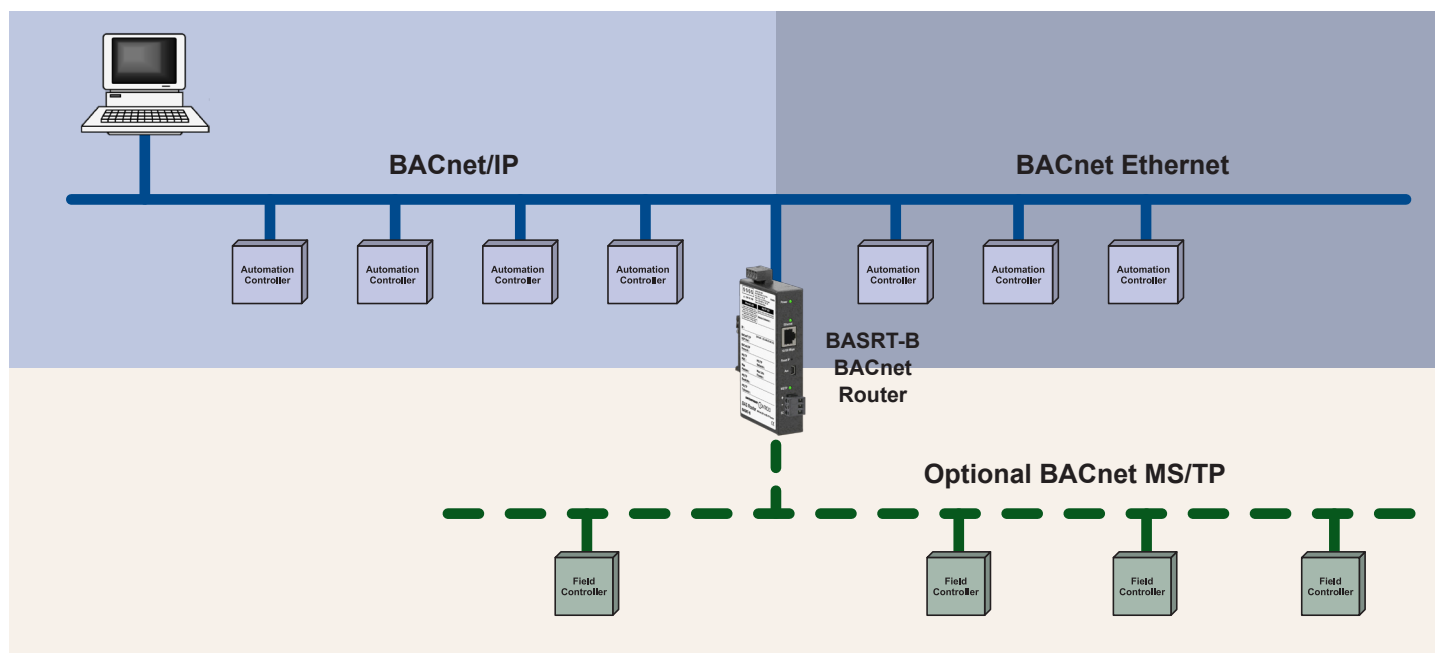 BACnet/IP
BACnet Ethernet
Automation
Controller
Automation
Controller
Automation
Controller
Automation
Controller
Automation
Controller
Automation
Controller
Automation
Controller
BASRT-B
BACnet
Router
Optional BACnet MS/TP
Field
Controller
Field
Controller
Field
Controller
Field
Controller